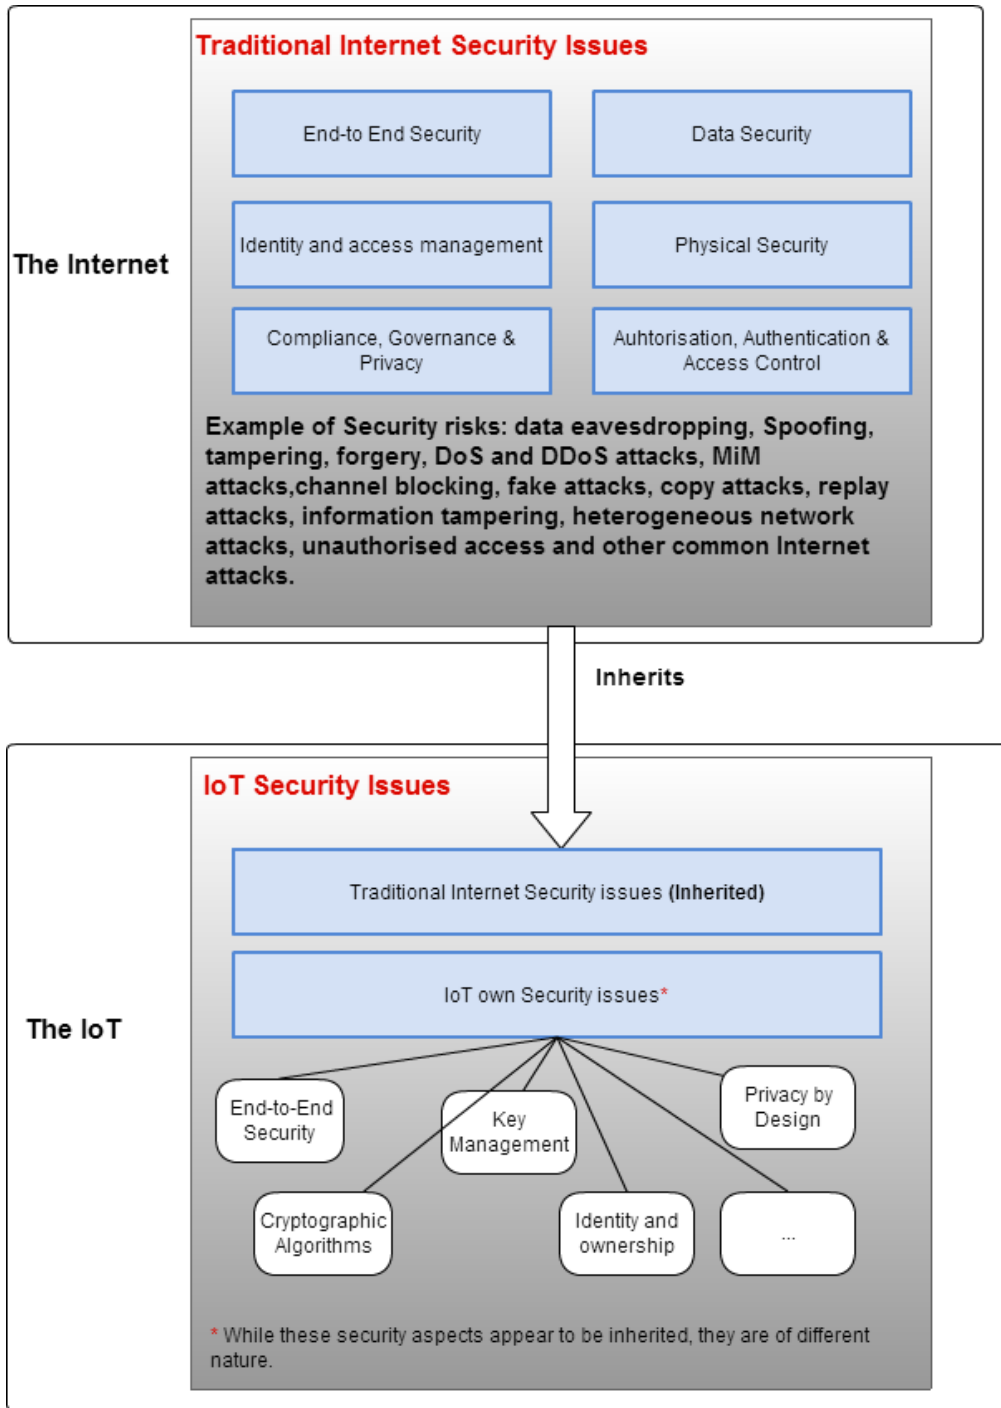 Traditional Internet Security Issues
End-to End Security
Data Security
The Internet
Identity and access management
Physical Security
Compliance, Governance &
Privacy
Auhtorisation, Authentication &
Access Control
Example of Security risks: data eavesdropping, Spoofing,
tampering, forgery, DoS and DDoS attacks, MiM
attacks,channel blocking, fake attacks, copy attacks, replay
attacks, information tampering, heterogeneous network
attacks, unauthorised access and other common Internet
attacks.
Inherits
IoT Security Issues
Traditional Internet Security issues (Inherited)
IoT own Security issues*
The IoT
End-to-End
Security
Key
Management
Privacy by
Design
Cryptographic
Algorithms
Identity and
ownership
...
* While these security aspects appear to be inherited, they are of different
nature.